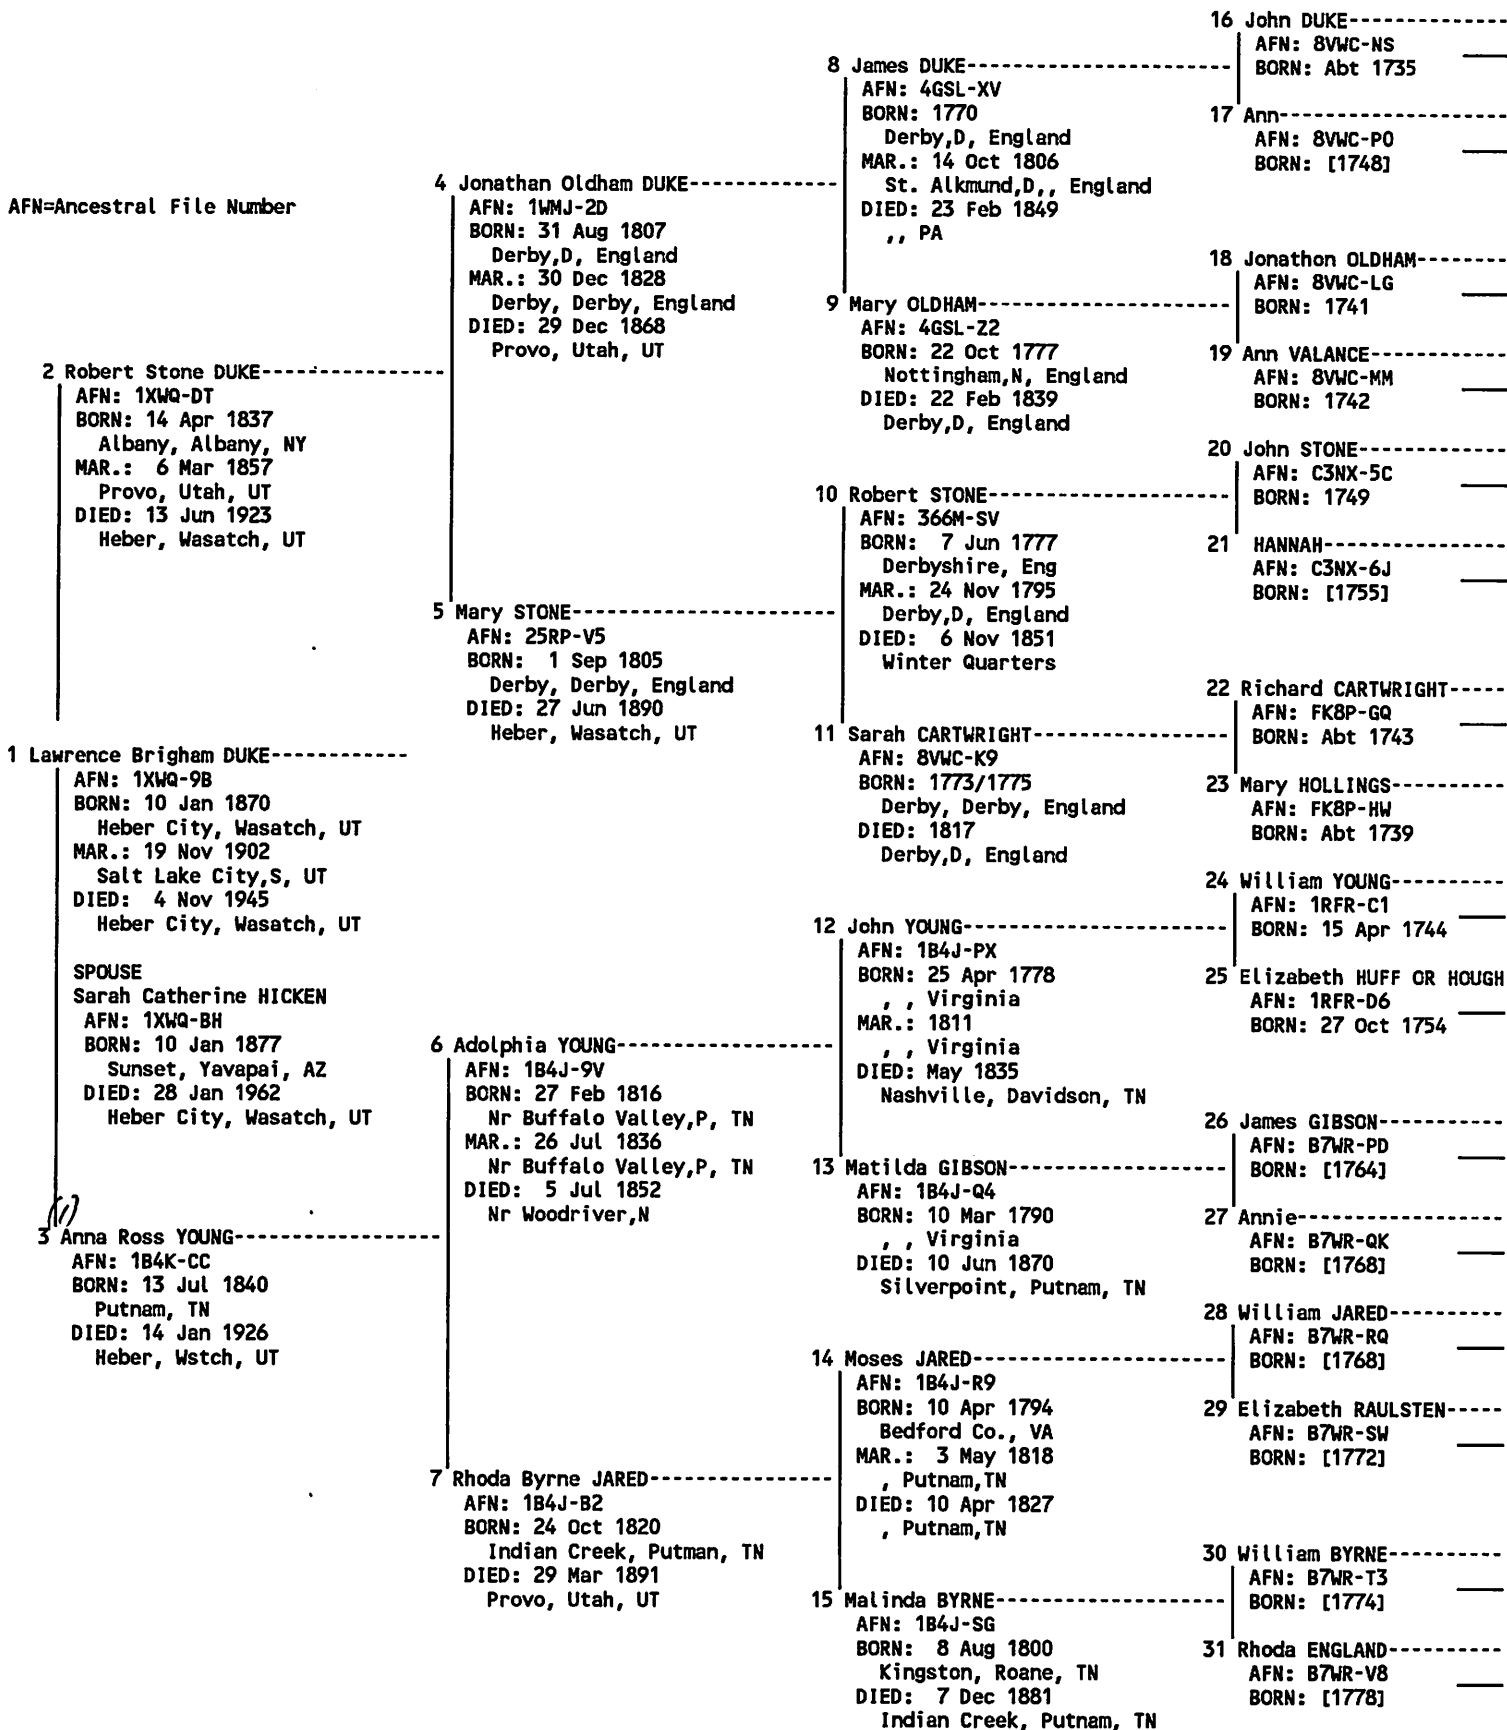 AFN=Ancestral File Number
1 Lawrence Brigham DUKE------------
AFN: 1XWQ-9B
BORN: 10 Jan 1870
Heber City, Wasatch, UT
MAR.: 19 Nov 1902
Salt Lake City,S, UT
DIED: 4 Nov 1945
Heber City, Wasatch, UT
SPOUSE
Sarah Catherine HICKEN
AFN: 1XWQ-BH
BORN: 10 Jan 1877
Sunset, Yavapai, AZ
DIED: 28 Jan 1962
Heber City, Wasatch, UT
2 Robert Stone DUKE----------------
AFN: 1XWQ-DT
BORN: 14 Apr 1837
Albany, Albany, NY
MAR.: 6 Mar 1857
Provo, Utah, UT
DIED: 13 Jun 1923
Heber, Wasatch, UT
(1)
3 Anna Ross YOUNG------------------
AFN: 1B4K-CC
BORN: 13 Jul 1840
Putnam, TN
DIED: 14 Jan 1926
Heber, Wstch, UT
4 Jonathan Oldham DUKE-------------
AFN: 1WMJ-2D
BORN: 31 Aug 1807
Derby,D, England
MAR.: 30 Dec 1828
Derby, Derby, England
DIED: 29 Dec 1868
Provo, Utah, UT
5 Mary STONE-----------------------
AFN: 25RP-V5
BORN: 1 Sep 1805
Derby, Derby, England
DIED: 27 Jun 1890
Heber, Wasatch, UT
6 Adolphia YOUNG-------------------
AFN: 1B4J-9V
BORN: 27 Feb 1816
Nr Buffalo Valley,P, TN
MAR.: 26 Jul 1836
Nr Buffalo Valley,P, TN
DIED: 5 Jul 1852
Nr Woodriver,N
7 Rhoda Byrne JARED----------------
AFN: 1B4J-B2
BORN: 24 Oct 1820
Indian Creek, Putman, TN
DIED: 29 Mar 1891
Provo, Utah, UT
8 James DUKE-----------------------
AFN: 4GSL-XV
BORN: 1770
Derby,D, England
MAR.: 14 Oct 1806
St. Alkmund,D,, England
DIED: 23 Feb 1849
,, PA
9 Mary OLDHAM----------------------
AFN: 4GSL-Z2
BORN: 22 Oct 1777
Nottingham,N, England
DIED: 22 Feb 1839
Derby,D, England
10 Robert STONE---------------------
AFN: 366M-SV
BORN: 7 Jun 1777
Derbyshire, Eng
MAR.: 24 Nov 1795
Derby,D, England
DIED: 6 Nov 1851
Winter Quarters
11 Sarah CARTWRIGHT-----------------
AFN: 8VWC-K9
BORN: 1773/1775
Derby, Derby, England
DIED: 1817
Derby,D, England
12 John YOUNG-----------------------
AFN: 1B4J-PX
BORN: 25 Apr 1778
, , Virginia
MAR.: 1811
, , Virginia
DIED: May 1835
Nashville, Davidson, TN
13 Matilda GIBSON-------------------
AFN: 1B4J-Q4
BORN: 10 Mar 1790
, , Virginia
DIED: 10 Jun 1870
Silverpoint, Putnam, TN
14 Moses JARED----------------------
AFN: 1B4J-R9
BORN: 10 Apr 1794
Bedford Co., VA
MAR.: 3 May 1818
, Putnam,TN
DIED: 10 Apr 1827
, Putnam,TN
15 Malinda BYRNE--------------------
AFN: 1B4J-SG
BORN: 8 Aug 1800
Kingston, Roane, TN
DIED: 7 Dec 1881
Indian Creek, Putnam, TN
16 John DUKE--------------
AFN: 8VWC-NS
BORN: Abt 1735
17 Ann--------------------
AFN: 8VWC-PO
BORN: [1748]
18 Jonathon OLDHAM--------
AFN: 8VWC-LG
BORN: 1741
19 Ann VALANCE------------
AFN: 8VWC-MM
BORN: 1742
20 John STONE-------------
AFN: C3NX-5C
BORN: 1749
21 HANNAH----------------
AFN: C3NX-6J
BORN: [1755]
22 Richard CARTWRIGHT-----
AFN: FK8P-GQ
BORN: Abt 1743
23 Mary HOLLINGS----------
AFN: FK8P-HW
BORN: Abt 1739
24 William YOUNG----------
AFN: 1RFR-C1
BORN: 15 Apr 1744
25 Elizabeth HUFF OR HOUGH
AFN: 1RFR-D6
BORN: 27 Oct 1754
26 James GIBSON-----------
AFN: B7WR-PD
BORN: [1764]
27 Annie------------------
AFN: B7WR-QK
BORN: [1768]
28 William JARED----------
AFN: B7WR-RQ
BORN: [1768]
29 Elizabeth RAULSTEN-----
AFN: B7WR-SW
BORN: [1772]
30 William BYRNE----------
AFN: B7WR-T3
BORN: [1774]
31 Rhoda ENGLAND----------
AFN: B7WR-V8
BORN: [1778]